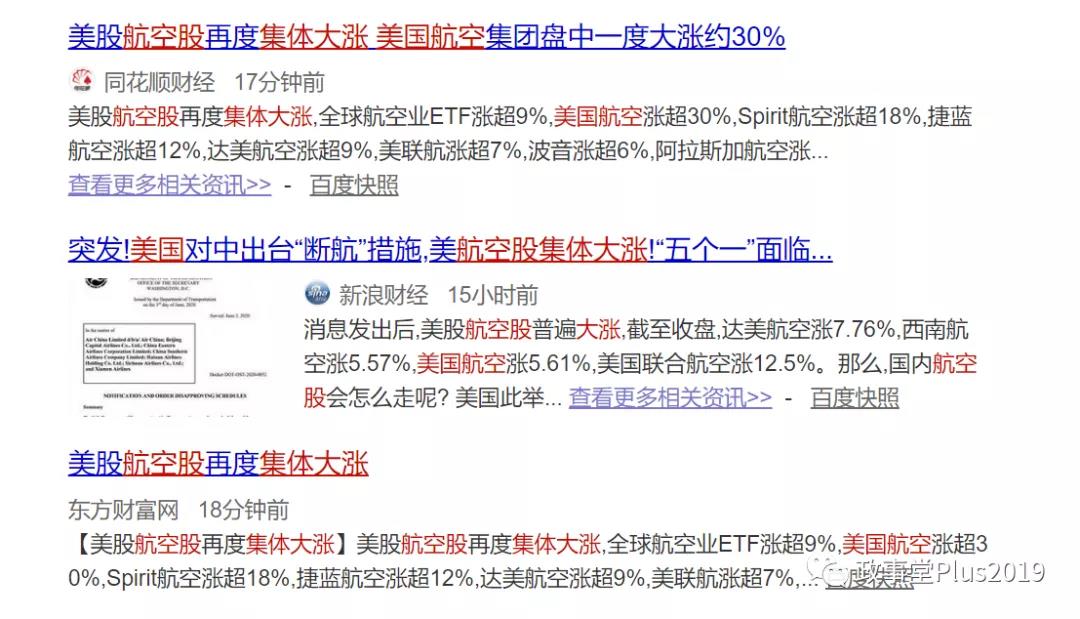 美股航空股再度集体大涨 美国航空集团盘中一度大涨约30%
同花顺财经 17分钟前
美股航空股再度集体大涨,全球航空业ETF涨超9%,美国航空涨超30%,Spirit航空涨超18%,捷蓝
航空涨超12%,达美航空涨超9%,美联航涨超7%,波音涨超6%,阿拉斯加航空涨...
查看更多相关资讯>> - 百度快照
突发!美国对中出台“断航”措施,美航空股集体大涨!“五个一”面临...
OFFICE OF THE SECRETARY
WASHINGTON, D.C.
Issued by the Department of Transportation
on the 3rd day of June, 2020
Served: June 3, 2020
In the matter of
Air China Limited d/b/a/ Air China; Beijing
Capital Airlines Co., Ltd.; China Eastern
Airlines Corporation Limited; China Southern
Airlines Company Limited; Hainan Airlines
Holding Co., Ltd.; Sichuan Airlines Co., Ltd.;
and Xiamen Airlines
Docket DOT-OST-2020-0052
NOTIFICATION AND ORDER DISAPPROVING SCHEDULES
Summary
新浪财经 15小时前
消息发出后,美股航空股普遍大涨,截至收盘,达美航空涨7.76%,西南航
空涨5.57%,美国航空涨5.61%,美国联合航空涨12.5%。那么,国内航空
股会怎么走呢? 美国此举... 查看更多相关资讯>> - 百度快照
美股航空股再度集体大涨
东方财富网 18分钟前
【美股航空股再度集体大涨】美股航空股再度集体大涨,全球航空业ETF涨超9%,美国航空涨超3
0%,Spirit航空涨超18%,捷蓝航空涨超12%,达美航空涨超9%,美联航涨超7%,... 百度快照
政事堂Plus2019